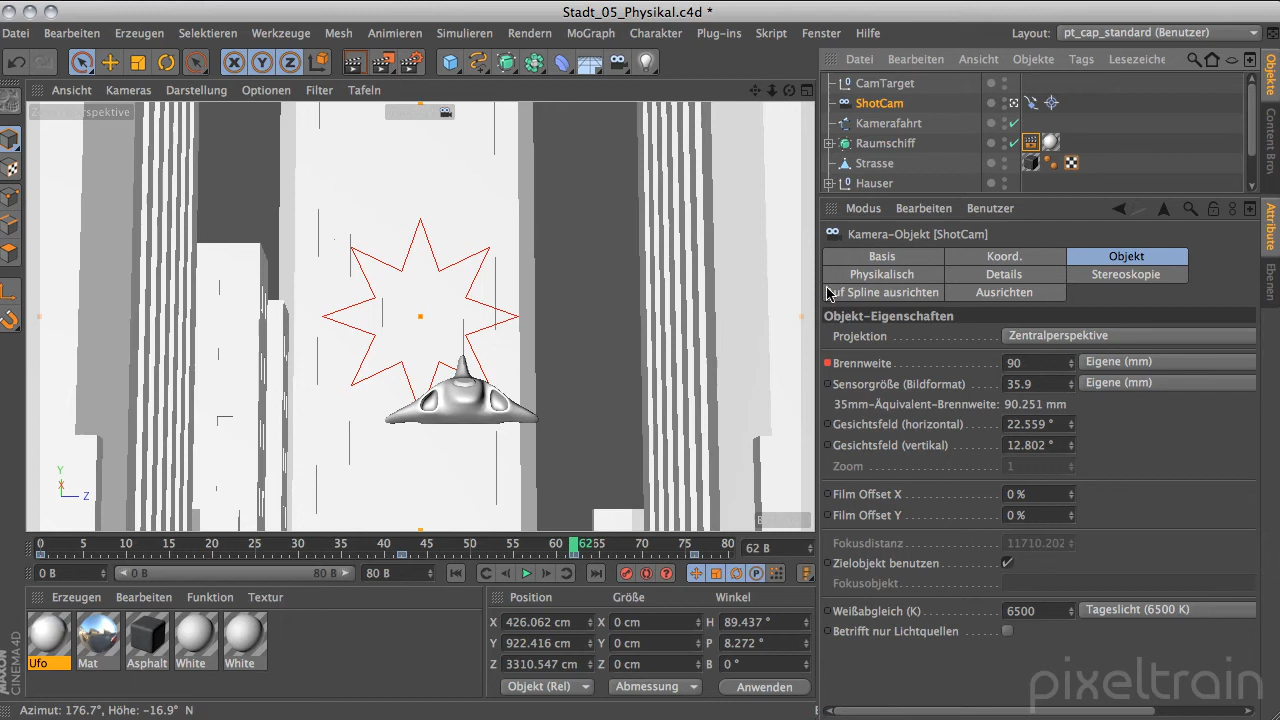 Stadt_05_Physikal.c4d *
Datei Bearbeiten Erzeugen Selektieren Werkzeuge Mesh Animieren Simulieren Rendern MoGraph Charakter Plug-ins Skript Fenster Hilfe Layout: pt_cap_standard (Benutzer)
X Y Z
Datei Bearbeiten Ansicht Objekte Tags Lesezeiche
Ansicht Kameras Darstellung Optionen Filter Tafeln
CamTarget
ShotCam
Kamerafahrt
Raumschiff
Strasse
Hauser
Objekte
Content Bro
Attribute
Ebenen
Modus Bearbeiten Benutzer
Kamera-Objekt [ShotCam]
Basis Koord. Objekt
Physikalisch Details Stereoskopie
uf Spline ausrichten Ausrichten
Objekt-Eigenschaften
Projektion Zentralperspektive
Brennweite 90 Eigene (mm)
Sensorgröße (Bildformat) 35.9 Eigene (mm)
35mm-Äquivalent-Brennweite: 90.251 mm
Gesichtsfeld (horizontal) 22.559 °
Gesichtsfeld (vertikal) 12.802 °
Zoom 1
Film Offset X 0 %
Film Offset Y 0 %
Fokusdistanz 11710.202
Zielobjekt benutzen
Fokusobjekt
Weißabgleich (K) 6500 Tageslicht (6500 K)
Betrifft nur Lichtquellen
perspektive
Y
X
Z
0 5 10 15 20 25 30 35 40 45 50 55 60 62 65 70 75 80 62 B
0 B 0 B 80 B 80 B
Erzeugen Bearbeiten Funktion Textur
Ufo Mat Asphalt White White
Position Größe Winkel
X 426.062 cm X 0 cm H 89.437 °
Y 922.416 cm Y 0 cm P 8.272 °
Z 3310.547 cm Z 0 cm B 0 °
Objekt (Rel) Abmessung Anwenden
MAXON
CINEMA4D
Azimut: 176.7°, Höhe: -16.9° N
pixeltrain